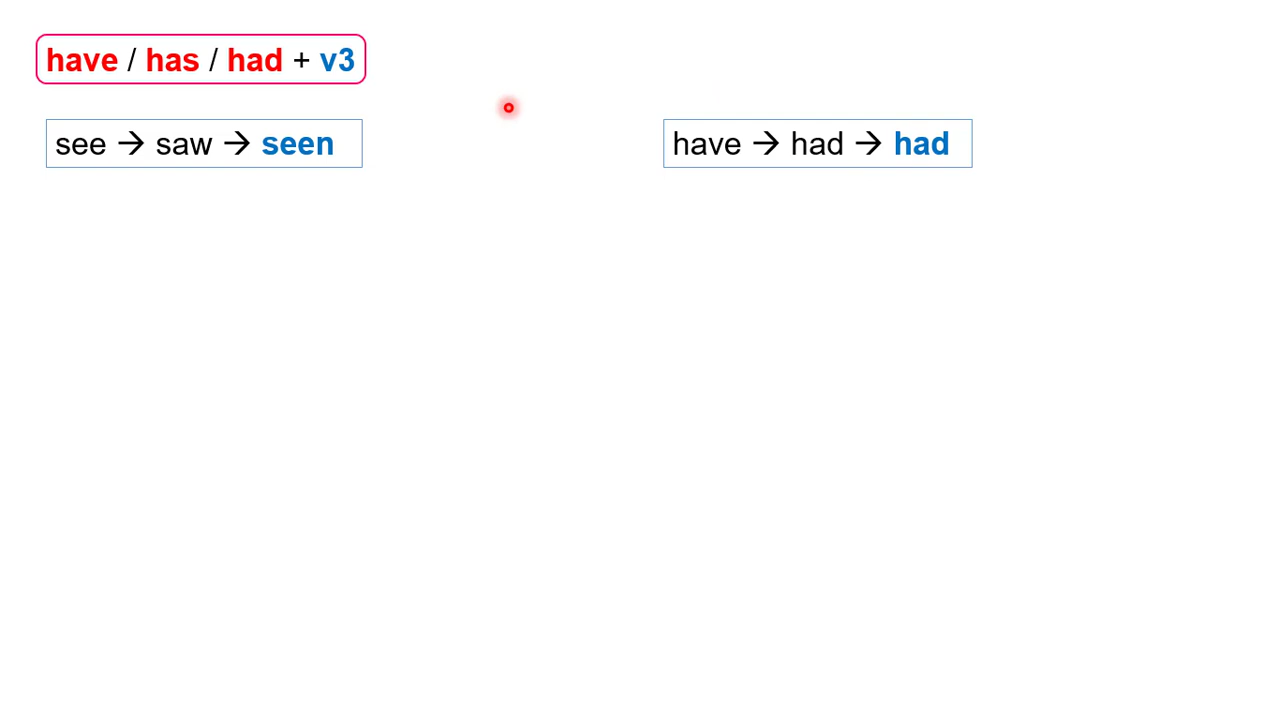 have / has / had + v3
see → saw → seen
have → had → had